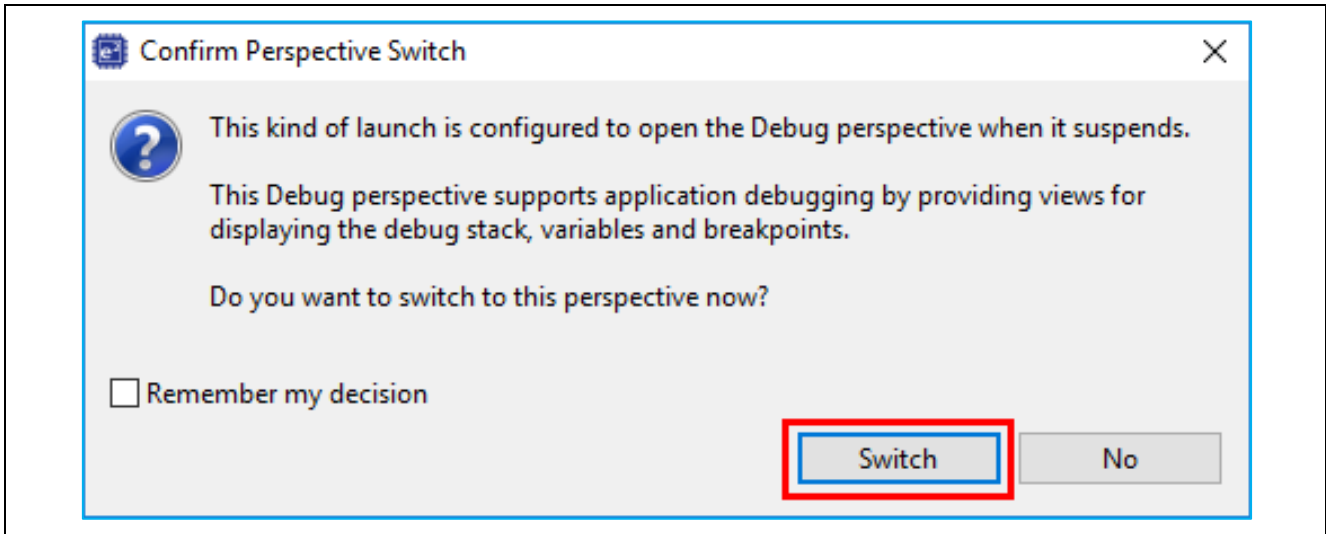 Confirm Perspective Switch
This kind of launch is configured to open the Debug perspective when it suspends.
This Debug perspective supports application debugging by providing views for
displaying the debug stack, variables and breakpoints.
Do you want to switch to this perspective now?
Remember my decision
Switch
No